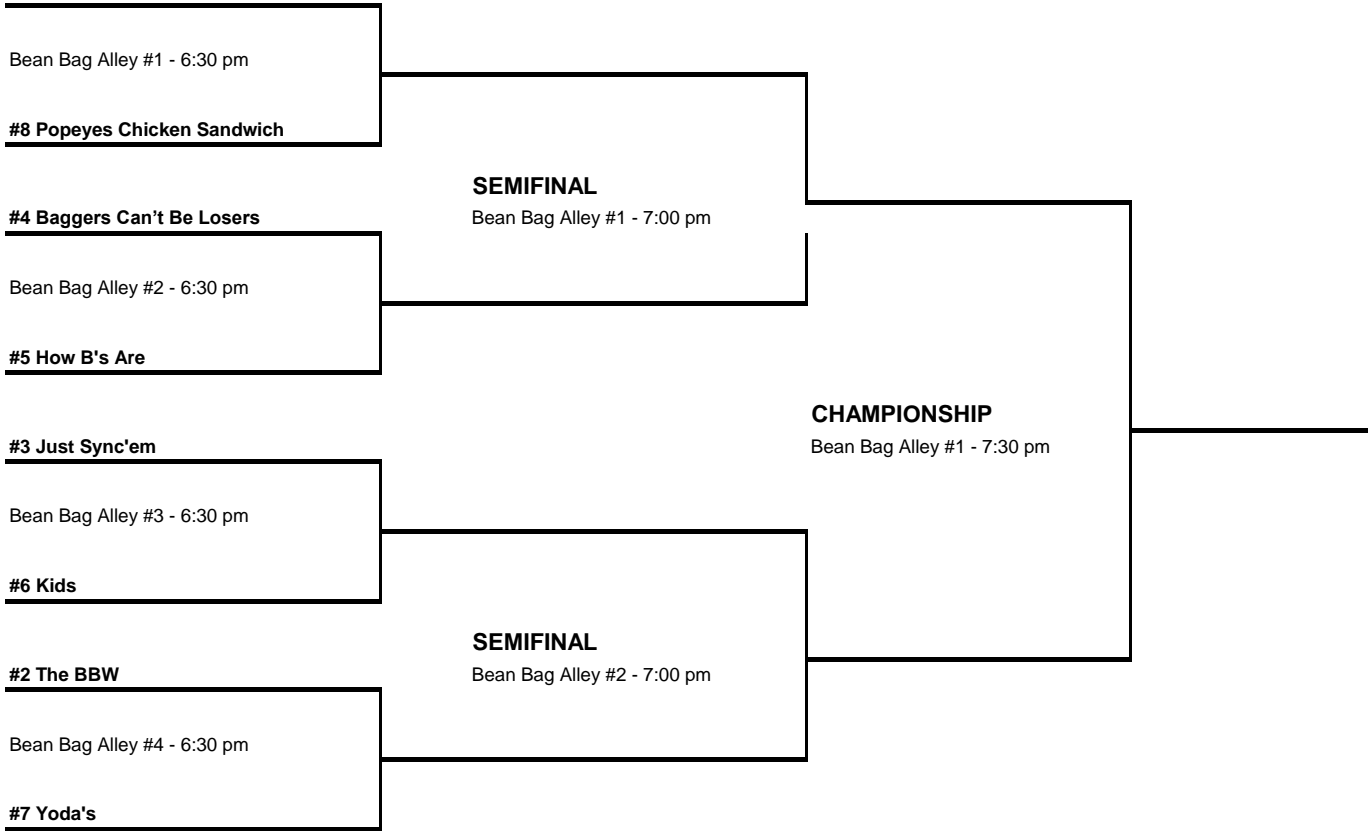 Bean Bag Alley #1 - 6:30 pm
#8 Popeyes Chicken Sandwich
SEMIFINAL
#4 Baggers Can’t Be Losers
Bean Bag Alley #1 - 7:00 pm
Bean Bag Alley #2 - 6:30 pm
#5 How B's Are
CHAMPIONSHIP
#3 Just Sync'em
Bean Bag Alley #1 - 7:30 pm
Bean Bag Alley #3 - 6:30 pm
#6 Kids
SEMIFINAL
#2 The BBW
Bean Bag Alley #2 - 7:00 pm
Bean Bag Alley #4 - 6:30 pm
#7 Yoda's